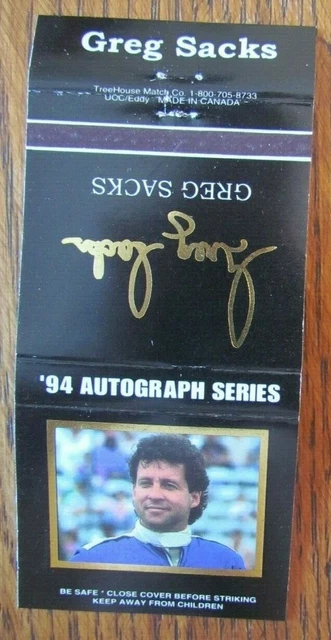 Greg Sacks
TreeHouse Match Co. 1-800-705-8733
UGC/Eddy MADE IN CANADA
GREG SACKS
Greg Sacks
'94 AUTOGRAPH SERIES
BE SAFE * CLOSE COVER BEFORE STRIKING
KEEP AWAY FROM CHILDREN